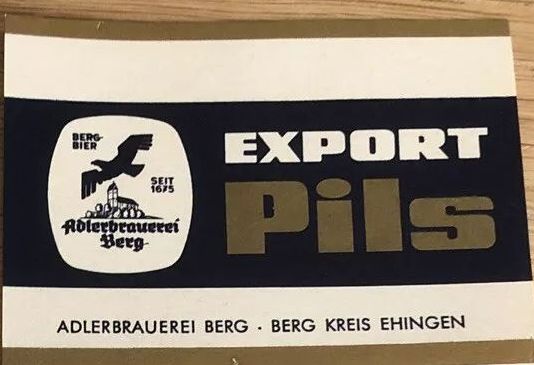 BERG-
BIER
SEIT
1675
Adlerbrauerei
Berg
EXPORT
Pils
ADLERBRAUEREI BERG · BERG KREIS EHINGEN